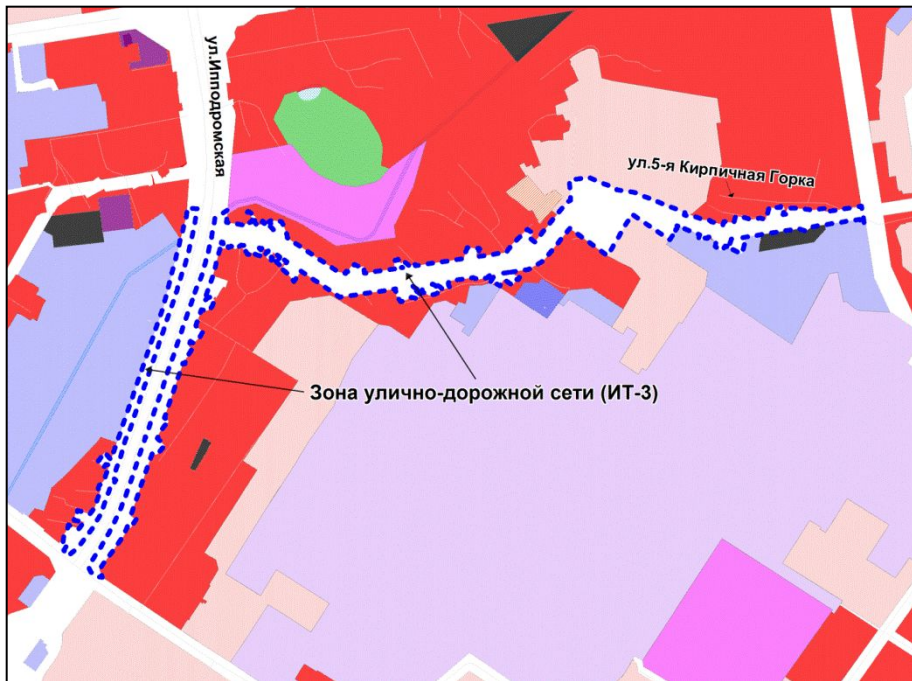 ул.Ипподромская
ул.5-я Кирпичная Горка
Зона улично-дорожной сети (ИТ-3)